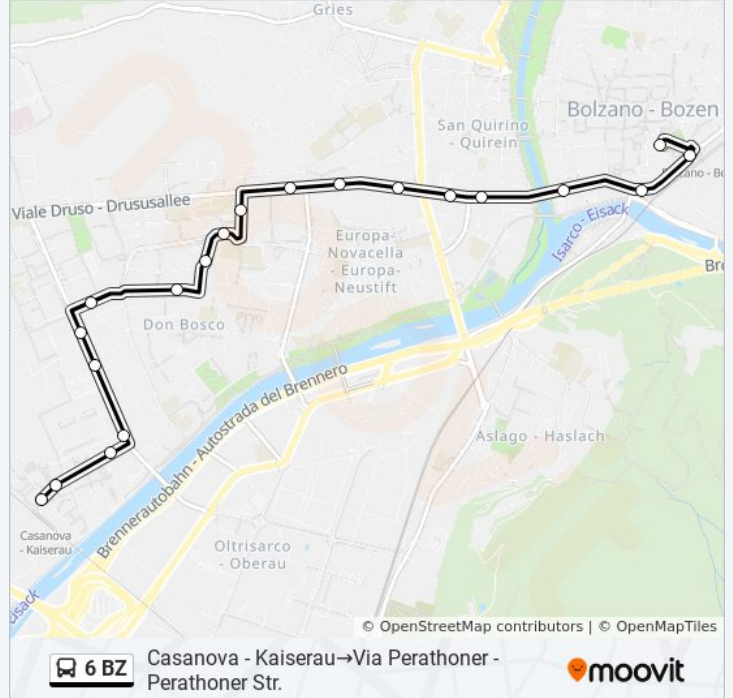 Gries
Bolzano - Bozen
San Quirino
- Quirein
Viale Druso - Drususallee
Isarco - Eisack
Europa-
Novacella
- Europa-
Neustift
Don Bosco
Brennerautobahn - Autostrada del Brennero
Aslago - Haslach
Casanova
- Kaiserau
Oltrisarco
- Oberau
© OpenStreetMap contributors | © OpenMapTiles
6 BZ
Casanova - Kaiserau→Via Perathoner -
Perathoner Str.
moovit